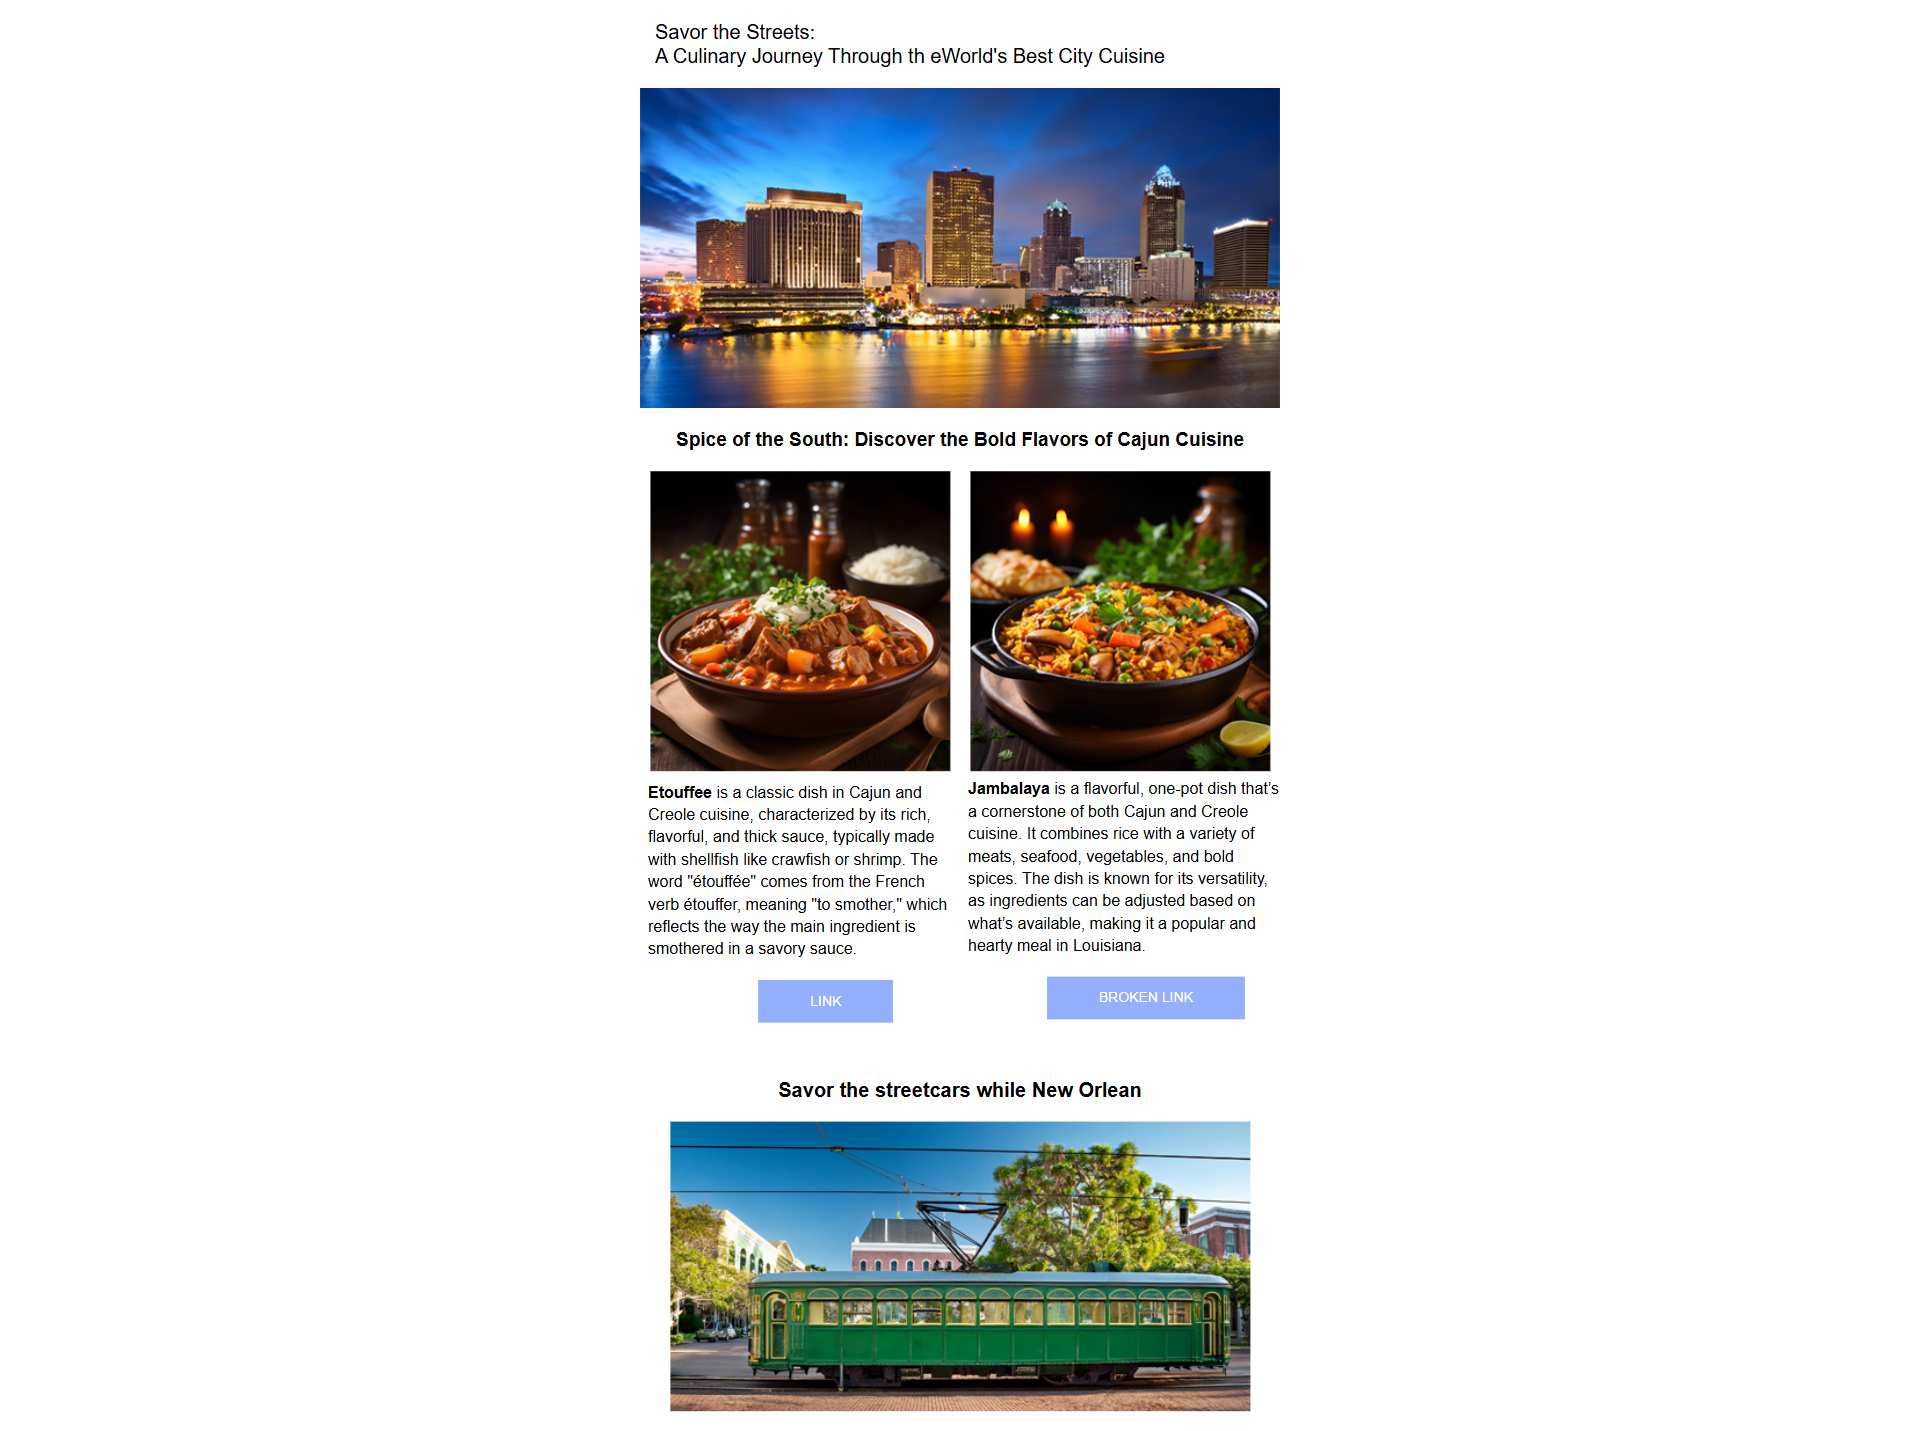 Savor the Streets:
A Culinary Journey Through th eWorld's Best City Cuisine
Spice of the South: Discover the Bold Flavors of Cajun Cuisine
Etouffee is a classic dish in Cajun and
Creole cuisine, characterized by its rich,
flavorful, and thick sauce, typically made
with shellfish like crawfish or shrimp. The
word "étouffée" comes from the French
verb étouffer, meaning "to smother," which
reflects the way the main ingredient is
smothered in a savory sauce.
LINK
Jambalaya is a flavorful, one-pot dish that’s
a cornerstone of both Cajun and Creole
cuisine. It combines rice with a variety of
meats, seafood, vegetables, and bold
spices. The dish is known for its versatility,
as ingredients can be adjusted based on
what’s available, making it a popular and
hearty meal in Louisiana.
BROKEN LINK
Savor the streetcars while New Orlean